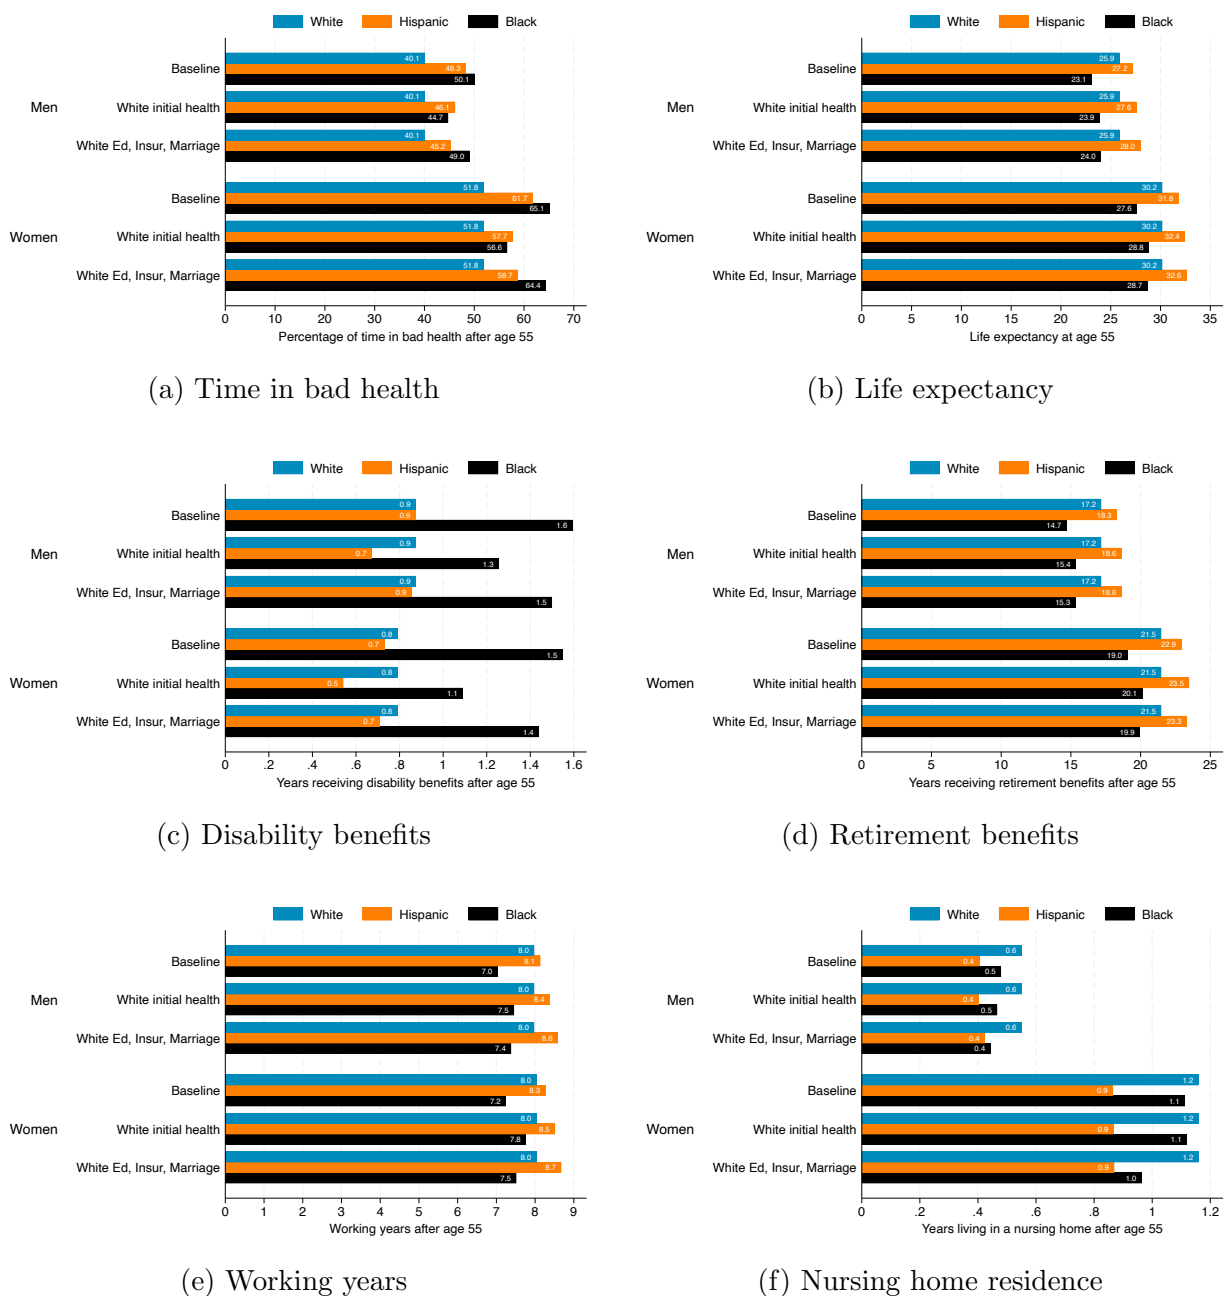 White Hispanic Black
Men
Baseline
40.1
48.3
50.1
White initial health
40.1
46.1
44.7
White Ed, Insur, Marriage
40.1
45.2
49.0
Women
Baseline
51.8
61.7
65.1
White initial health
51.8
57.7
56.6
White Ed, Insur, Marriage
51.8
58.7
64.4
0 10 20 30 40 50 60 70
Percentage of time in bad health after age 55
(a) Time in bad health
White Hispanic Black
Men
Baseline
25.9
27.2
23.1
White initial health
25.9
27.6
23.9
White Ed, Insur, Marriage
25.9
28.0
24.0
Women
Baseline
30.2
31.8
27.6
White initial health
30.2
32.4
28.8
White Ed, Insur, Marriage
30.2
32.6
28.7
0 5 10 15 20 25 30 35
Life expectancy at age 55
(b) Life expectancy
White Hispanic Black
Men
Baseline
0.9
0.9
1.6
White initial health
0.9
0.7
1.3
White Ed, Insur, Marriage
0.9
0.9
1.5
Women
Baseline
0.8
0.7
1.5
White initial health
0.8
0.5
1.1
White Ed, Insur, Marriage
0.8
0.7
1.4
0 .2 .4 .6 .8 1 1.2 1.4 1.6
Years receiving disability benefits after age 55
(c) Disability benefits
White Hispanic Black
Men
Baseline
17.2
18.3
14.7
White initial health
17.2
18.6
15.4
White Ed, Insur, Marriage
17.2
18.6
15.3
Women
Baseline
21.5
22.9
19.0
White initial health
21.5
23.5
20.1
White Ed, Insur, Marriage
21.5
23.3
19.9
0 5 10 15 20 25
Years receiving retirement benefits after age 55
(d) Retirement benefits
White Hispanic Black
Men
Baseline
8.0
8.1
7.0
White initial health
8.0
8.4
7.5
White Ed, Insur, Marriage
8.0
8.6
7.4
Women
Baseline
8.0
8.3
7.2
White initial health
8.0
8.5
7.8
White Ed, Insur, Marriage
8.0
8.7
7.5
0 1 2 3 4 5 6 7 8 9
Working years after age 55
(e) Working years
White Hispanic Black
Men
Baseline
0.6
0.4
0.5
White initial health
0.6
0.4
0.5
White Ed, Insur, Marriage
0.6
0.4
0.4
Women
Baseline
1.2
0.9
1.1
White initial health
1.2
0.9
1.1
White Ed, Insur, Marriage
1.2
0.9
1.0
0 .2 .4 .6 .8 1 1.2
Years living in a nursing home after age 55
(f) Nursing home residence